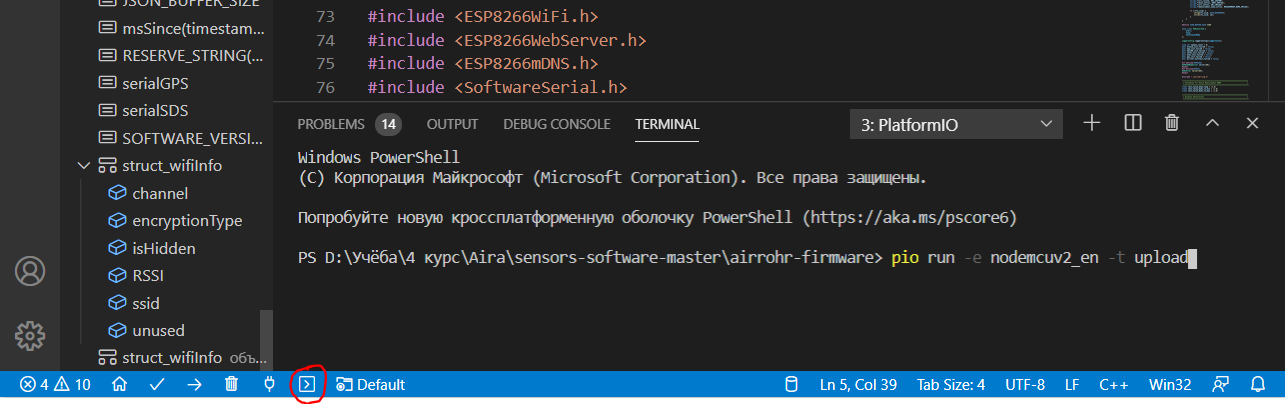 JSON_BUFFER_SIZE
msSince(timestam...
RESERVE_STRING(...
serialGPS
serialSDS
SOFTWARE_VERSI...
struct_wifiInfo
channel
encryptionType
isHidden
RSSI
ssid
unused
struct_wifiInfo объ...
73 #include <ESP8266WiFi.h>
74 #include <ESP8266WebServer.h>
75 #include <ESP8266mDNS.h>
76 #include <SoftwareSerial.h>
PROBLEMS 14 OUTPUT DEBUG CONSOLE TERMINAL 3: PlatformIO
Windows PowerShell
(C) Корпорация Майкрософт (Microsoft Corporation). Все права защищены.
Попробуйте новую кроссплатформенную оболочку PowerShell (https://aka.ms/pscore6)
PS D:\Учёба\4 курс\Aira\sensors-software-master\airrohr-firmware> pio run -e nodemcuv2_en -t upload
4 10 Default Ln 5, Col 39 Tab Size: 4 UTF-8 LF C++ Win32